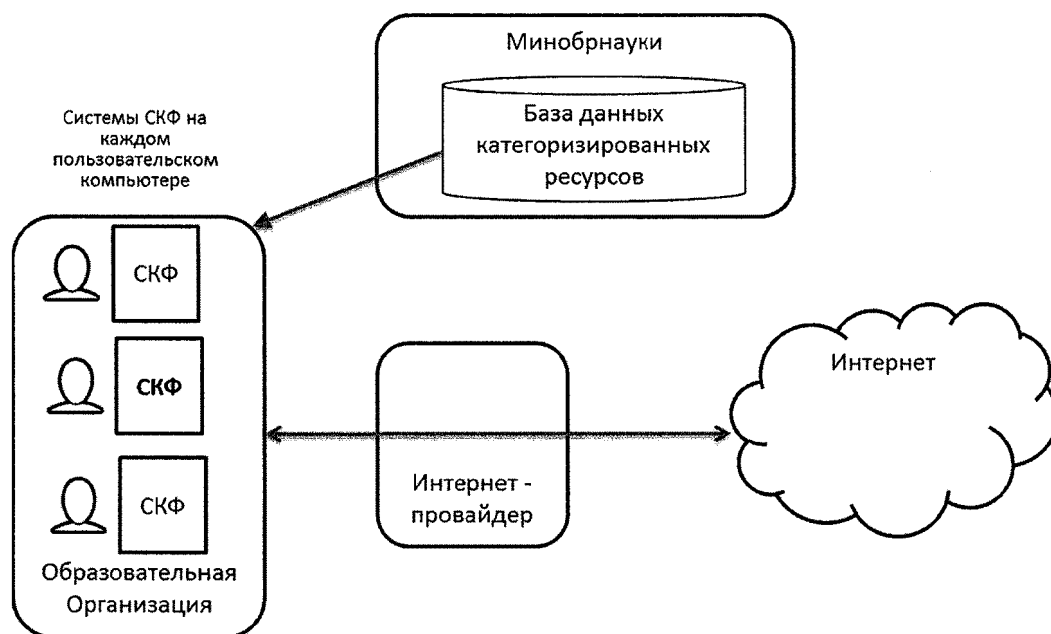 Минобрнауки
База данных
категоризированных
ресурсов
Системы СКФ на
каждом
пользовательском
компьютере
СКФ
СКФ
СКФ
Образовательная
Организация
Интернет -
провайдер
Интернет